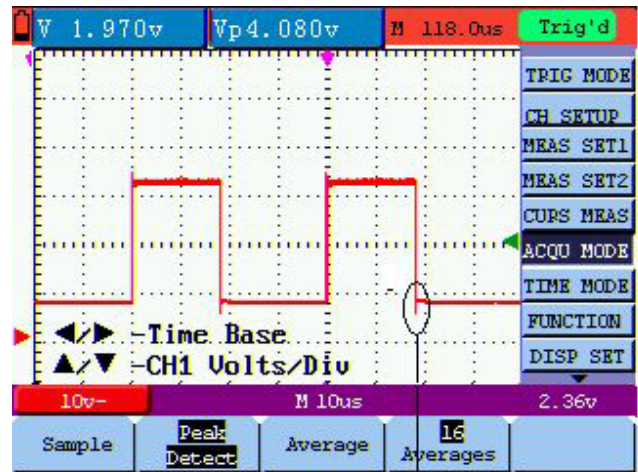 V 1.970v Vp4.080v M 118.0us Trig'd
TRIG MODE
CH SETUP
MEAS SET1
MEAS SET2
CURS MEAS
ACQU MODE
TIME MODE
FUNCTION
DISP SET
◀/▶ -Time Base
▲/▼ -CH1 Volts/Div
10v- M 10us 2.36v
Sample Peak Detect Average 16 Averages